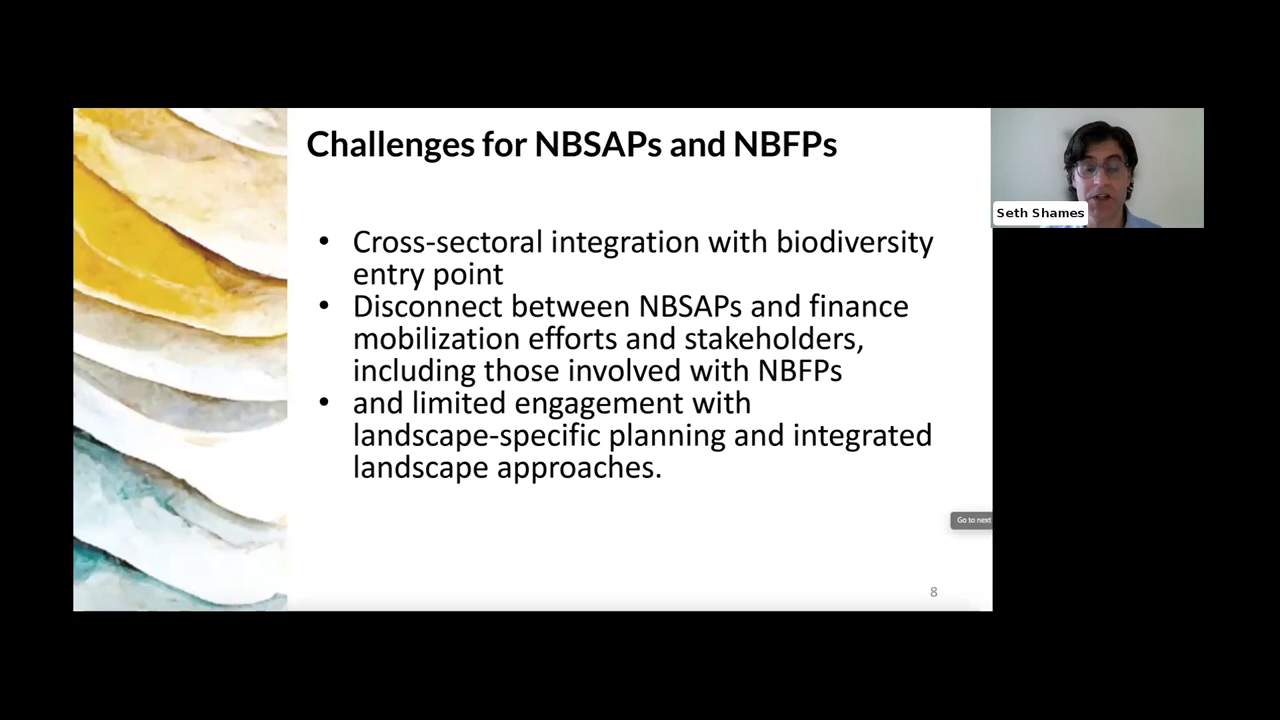 Challenges for NBSAPs and NBFPs
Seth Shames
• Cross-sectoral integration with biodiversity
entry point
• Disconnect between NBSAPs and finance
mobilization efforts and stakeholders,
including those involved with NBFPs
• and limited engagement with
landscape-specific planning and integrated
landscape approaches.
Go to next
8